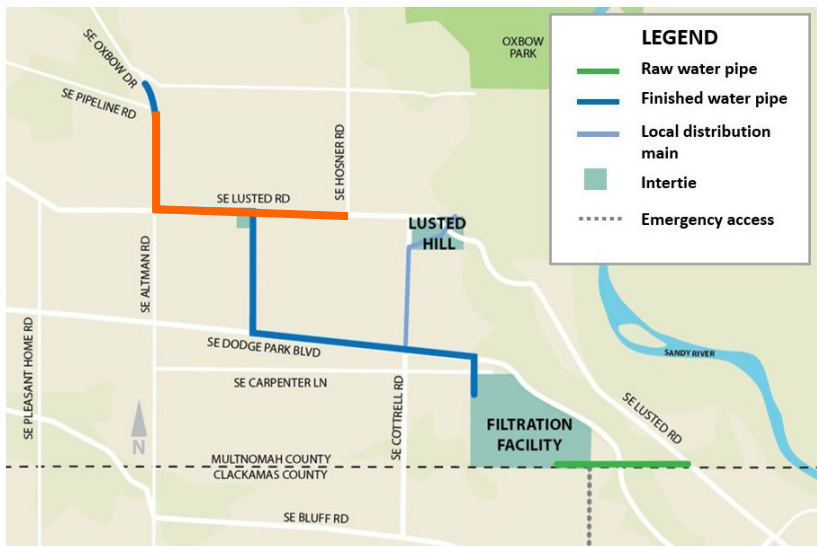 OXBOW
PARK
LEGEND
Raw water pipe
Finished water pipe
Local distribution
main
Intertie
Emergency access
SE OXBOW DR
SE PIPELINE RD
SE HOSNER RD
SE LUSTED RD
LUSTED
HILL
SE ALTMAN RD
SE PLEASANT HOME RD
SE DODGE PARK BLVD
SANDY RIVER
SE CARPENTER LN
SE COTTRELL RD
SE LUSTED RD
FILTRATION
FACILITY
N
MULTNOMAH COUNTY
CLACKAMAS COUNTY
SE BLUFF RD